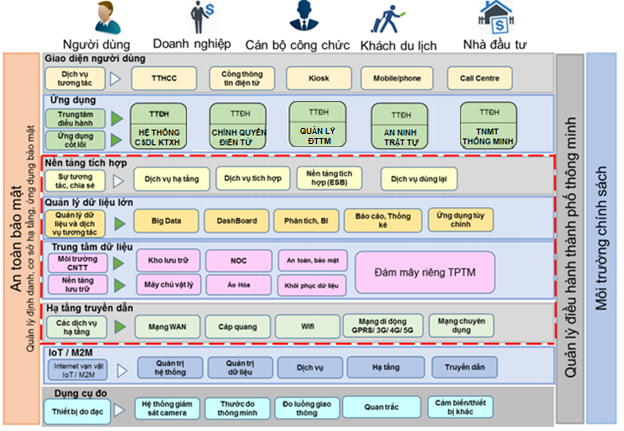 Người dùng
Doanh nghiệp
Cán bộ công chức
Khách du lịch
Nhà đầu tư
Giao diện người dùng
Dịch vụ
tương tác
TTHCC
Cổng thông
tin điện tử
Kiosk
Mobile/phone
Call Centre
Ứng dụng
Trung tâm
điều hành
Ứng dụng
cốt lõi
TTĐH
HỆ THỐNG
CSDL KTXH
TTĐH
CHÍNH QUYỀN
ĐIỆN TỬ
TTĐH
QUẢN LÝ
ĐTTM
TTĐH
AN NINH
TRẬT TỰ
TTĐH
TNMT
THÔNG MINH
Nền tảng tích hợp
Sự tương
tác, chia sẻ
Dịch vụ hạ tầng
Dịch vụ tích hợp
Nền tảng tích
hợp (ESB)
Dịch vụ dùng lại
Quản lý dữ liệu lớn
Quản lý dữ
liệu và dịch
vụ tương tác
Big Data
DashBoard
Phân tích, BI
Báo cáo, Thống
kê
Ứng dụng tùy
chỉnh
Trung tâm dữ liệu
Môi trường
CNTT
Nền tảng
lưu trữ
Kho lưu trữ
NOC
An toàn, bảo mật
Máy chủ vật lý
Ảo Hóa
Khôi phục dữ liệu
Đám mây riêng TPTM
Hạ tầng truyền dẫn
Các dịch vụ
hạ tầng
Mạng WAN
Cáp quang
Wifi
Mạng di động
GPRS/ 3G/ 4G/ 5G
Mạng chuyên
dụng
IoT / M2M
Internet vạn vật
IoT / M2M
Quản trị
hệ thống
Quản trị
dữ liệu
Dịch vụ
Hạ tầng
Truyền dẫn
Dụng cụ đo
Thiết bị đo đạc
Hệ thống giám
sát camera
Thước đo
thông minh
Đo luồng giao
thông
Quan trắc
Cảm biến/thiết
bị khác
An toàn bảo mật
Quản lý định danh, cơ sở hạ tầng, ứng dụng bảo mật
Quản lý điều hành thành phố thông minh
Môi trường chính sách